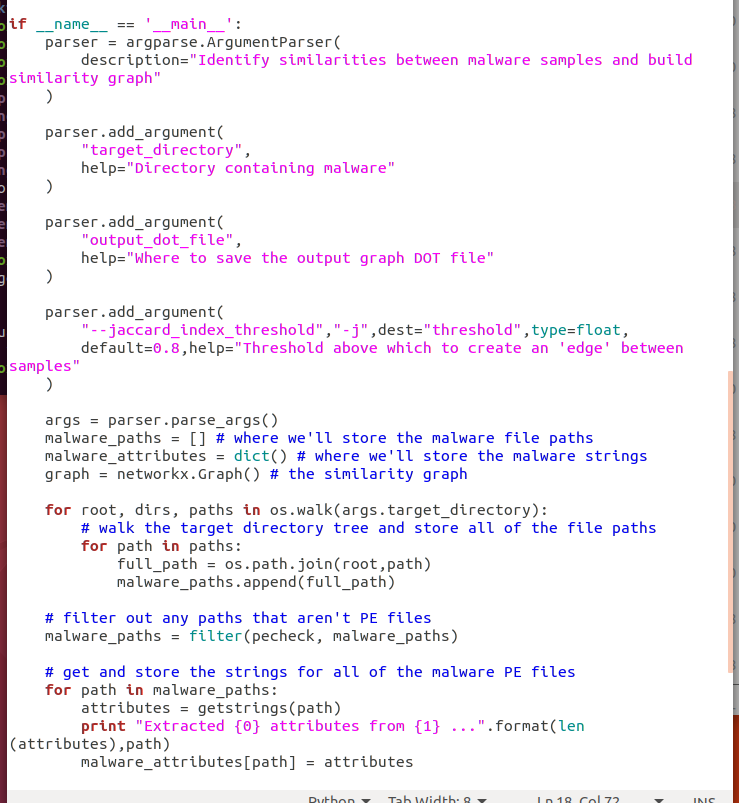 if __name__ == '__main__':
    parser = argparse.ArgumentParser(
        description="Identify similarities between malware samples and build
similarity graph"
    )

    parser.add_argument(
        "target_directory",
        help="Directory containing malware"
    )

    parser.add_argument(
        "output_dot_file",
        help="Where to save the output graph DOT file"
    )

    parser.add_argument(
        "--jaccard_index_threshold","-j",dest="threshold",type=float,
        default=0.8,help="Threshold above which to create an 'edge' between
samples"
    )

    args = parser.parse_args()
    malware_paths = [] # where we'll store the malware file paths
    malware_attributes = dict() # where we'll store the malware strings
    graph = networkx.Graph() # the similarity graph

    for root, dirs, paths in os.walk(args.target_directory):
        # walk the target directory tree and store all of the file paths
        for path in paths:
            full_path = os.path.join(root,path)
            malware_paths.append(full_path)

    # filter out any paths that aren't PE files
    malware_paths = filter(pecheck, malware_paths)

    # get and store the strings for all of the malware PE files
    for path in malware_paths:
        attributes = getstrings(path)
        print "Extracted {0} attributes from {1} ...".format(len
(attributes),path)
        malware_attributes[path] = attributes
Python Tab Width: 8 Ln 18, Col 72 INS